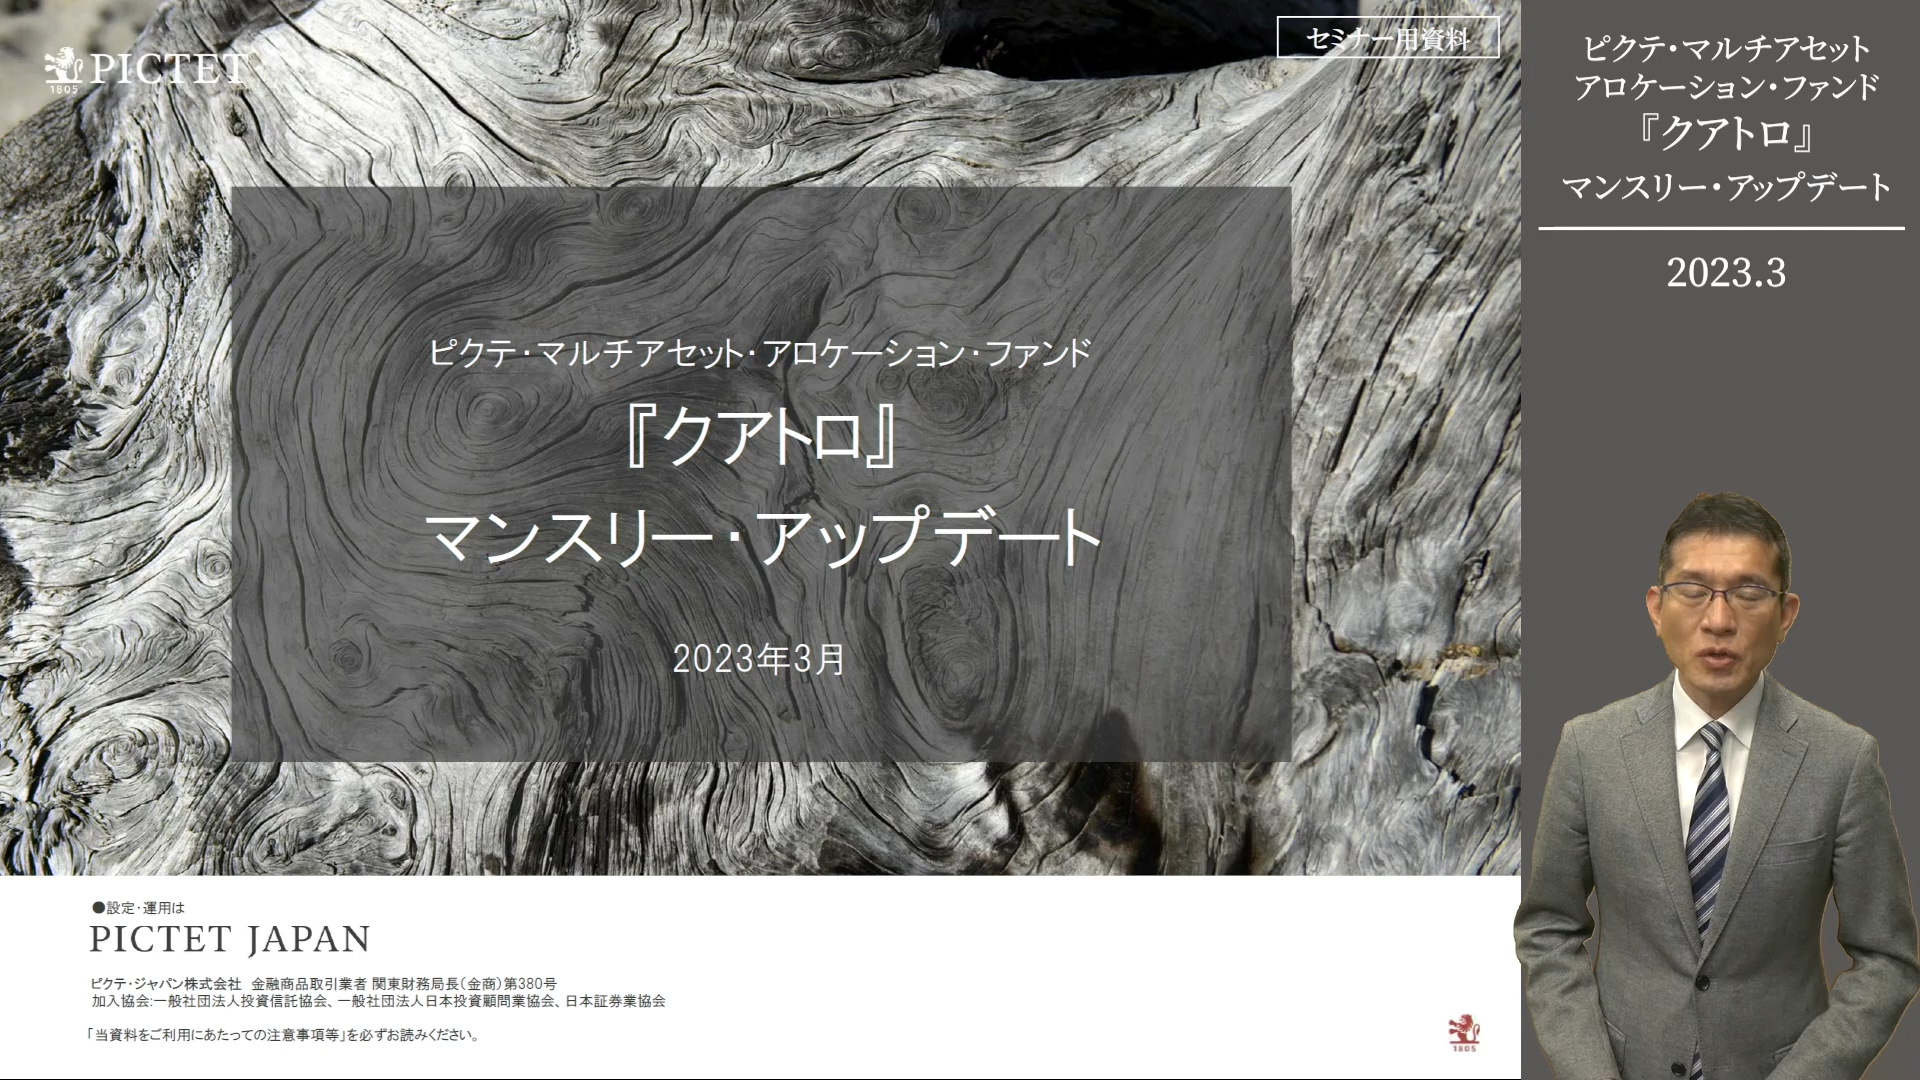 PICTET
1805
セミナー用資料
ピクテ・マルチアセット・アロケーション・ファンド
『クアトロ』
マンスリー・アップデート
2023年3月
●設定・運用は
PICTET JAPAN
ピクテ・ジャパン株式会社 金融商品取引業者 関東財務局長(金商)第380号
加入協会:一般社団法人投資信託協会、一般社団法人日本投資顧問業協会、日本証券業協会
「当資料をご利用にあたっての注意事項等」を必ずお読みください。
1805
ピクテ・マルチアセット
アロケーション・ファンド
『クアトロ』
マンスリー・アップデート
2023.3